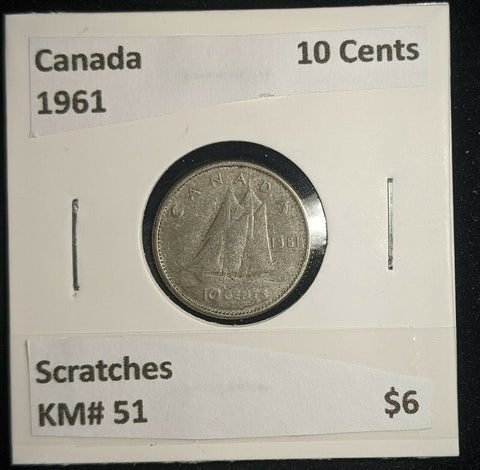 Canada 10 Cents
1961
CANADA
1961
10 CENTS
Scratches
KM# 51 $6